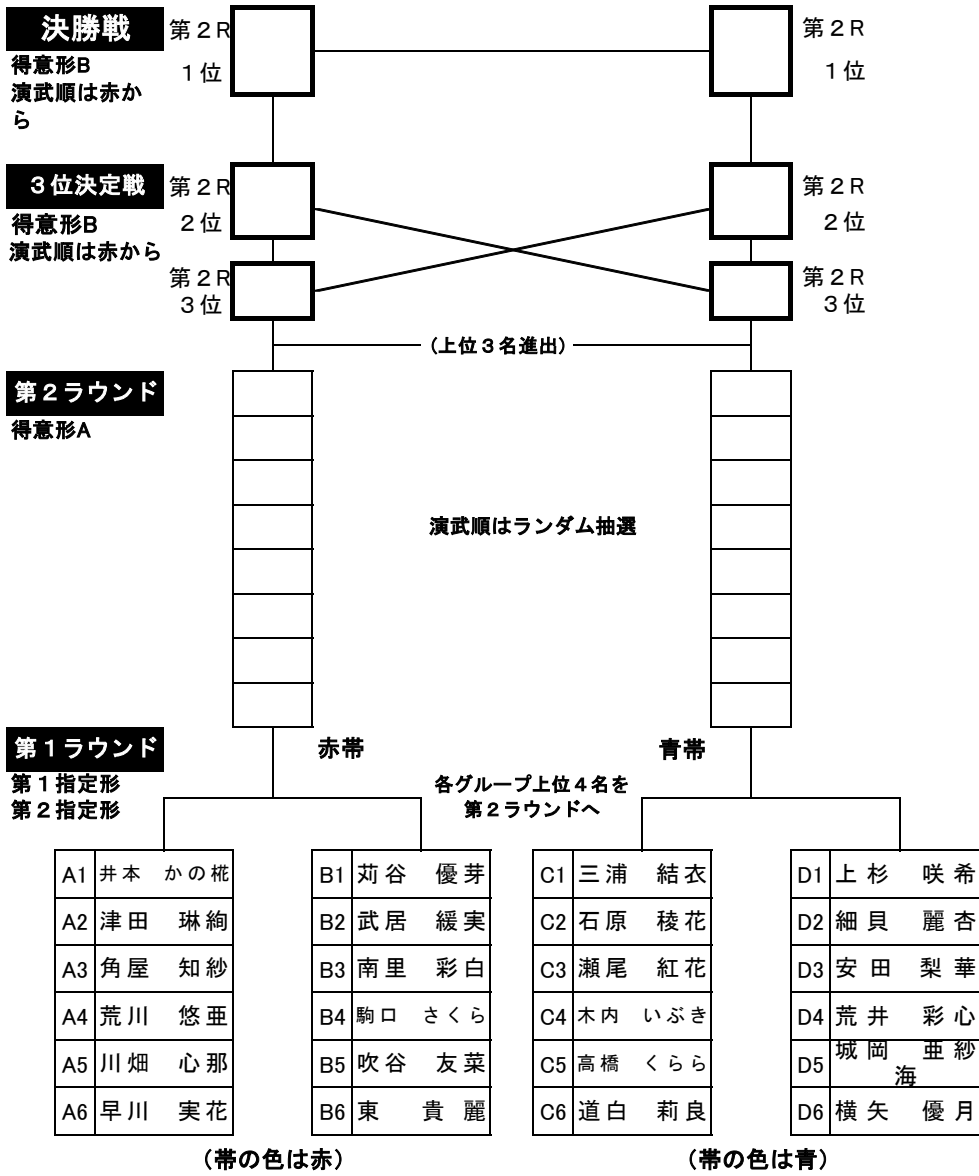 決勝戦
第２R
１位
第２R
１位
得意形B
演武順は赤か
ら
３位決定戦
第２R
２位
第２R
２位
得意形B
演武順は赤から
第２R
３位
第２R
３位
(上位３名進出)
第２ラウンド
得意形A
演武順はランダム抽選
第１ラウンド
赤帯
青帯
第１指定形
第２指定形
各グループ上位４名を
第２ラウンドへ
A1 井本 かの椛
A2 津田 琳絢
A3 角屋 知紗
A4 荒川 悠亜
A5 川畑 心那
A6 早川 実花
B1 苅谷 優芽
B2 武居 緩実
B3 南里 彩白
B4 駒口 さくら
B5 吹谷 友菜
B6 東 貴麗
C1 三浦 結衣
C2 石原 稜花
C3 瀬尾 紅花
C4 木内 いぶき
C5 高橋 くらら
C6 道白 莉良
D1 上杉 咲希
D2 細貝 麗杏
D3 安田 梨華
D4 荒井 彩心
D5 城岡 亜紗
海
D6 横矢 優月
(帯の色は赤)
(帯の色は青)